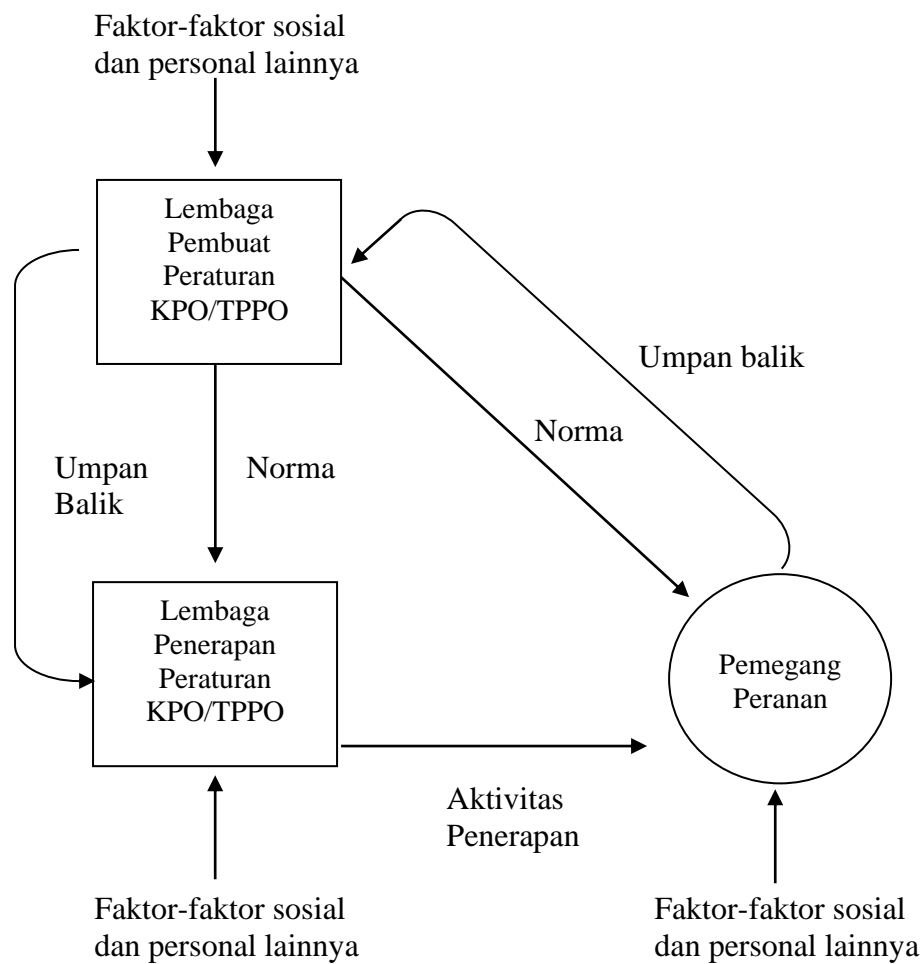 Faktor-faktor sosial
dan personal lainnya
Lembaga
Pembuat
Peraturan
KPO/TPPO
Umpan balik
Norma
Umpan
Balik
Norma
Lembaga
Penerapan
Peraturan
KPO/TPPO
Pemegang
Peranan
Aktivitas
Penerapan
Faktor-faktor sosial
dan personal lainnya
Faktor-faktor sosial
dan personal lainnya